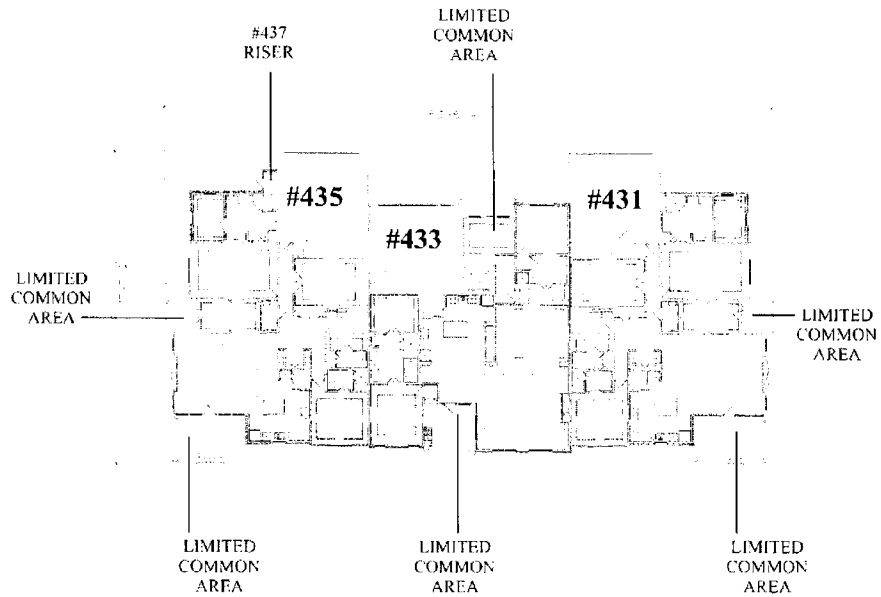 LIMITED
COMMON
AREA
#437
RISER
#435
#431
#433
LIMITED
COMMON
AREA
LIMITED
COMMON
AREA
LIMITED
COMMON
AREA
LIMITED
COMMON
AREA
LIMITED
COMMON
AREA